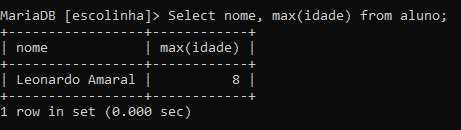 MariaDB [escolinha]> Select nome, max(idade) from aluno;
+-----------------+------------+
| nome            | max(idade) |
+-----------------+------------+
| Leonardo Amaral |          8 |
+-----------------+------------+
1 row in set (0.000 sec)